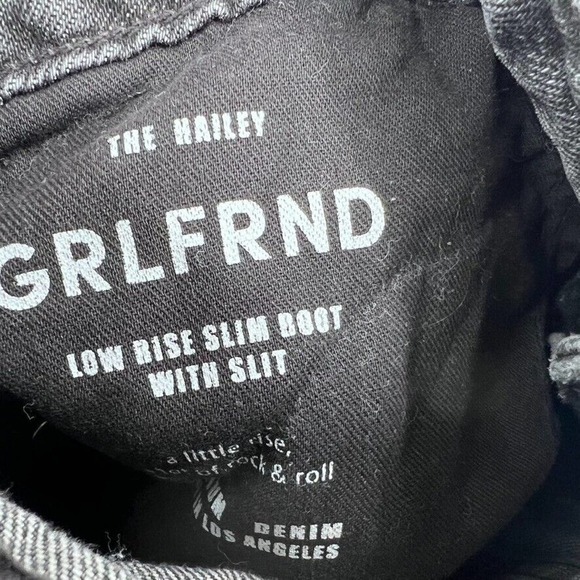 THE HAILEY
GRLFRND
LOW RISE SLIM BOOT
WITH SLIT
a little rise,
of rock & roll
DENIM
LOS ANGELES